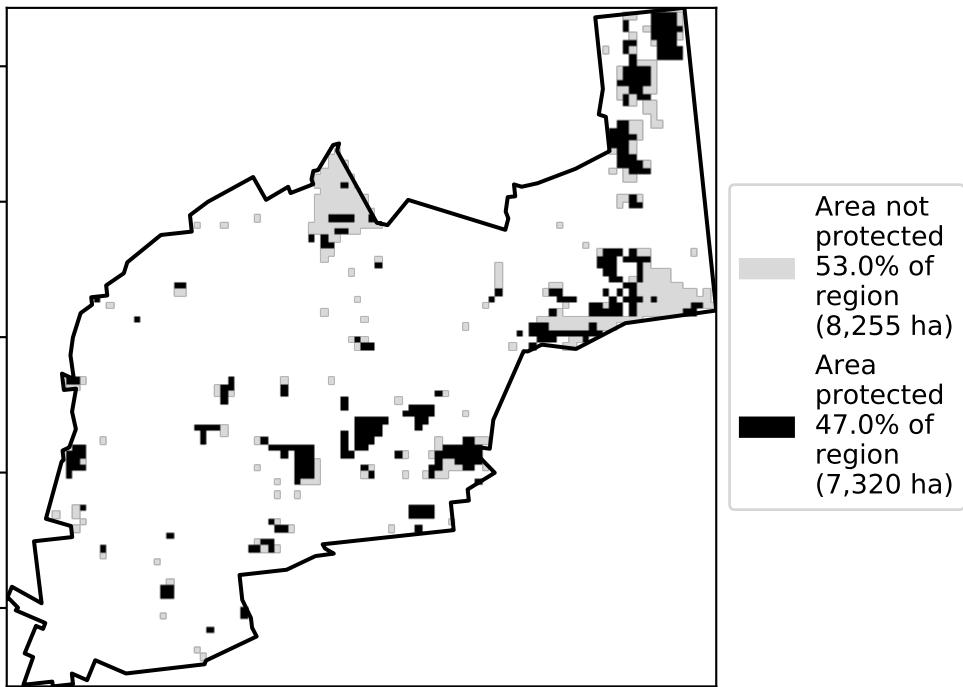 Area not
protected
53.0% of
region
(8,255 ha)
Area
protected
47.0% of
region
(7,320 ha)